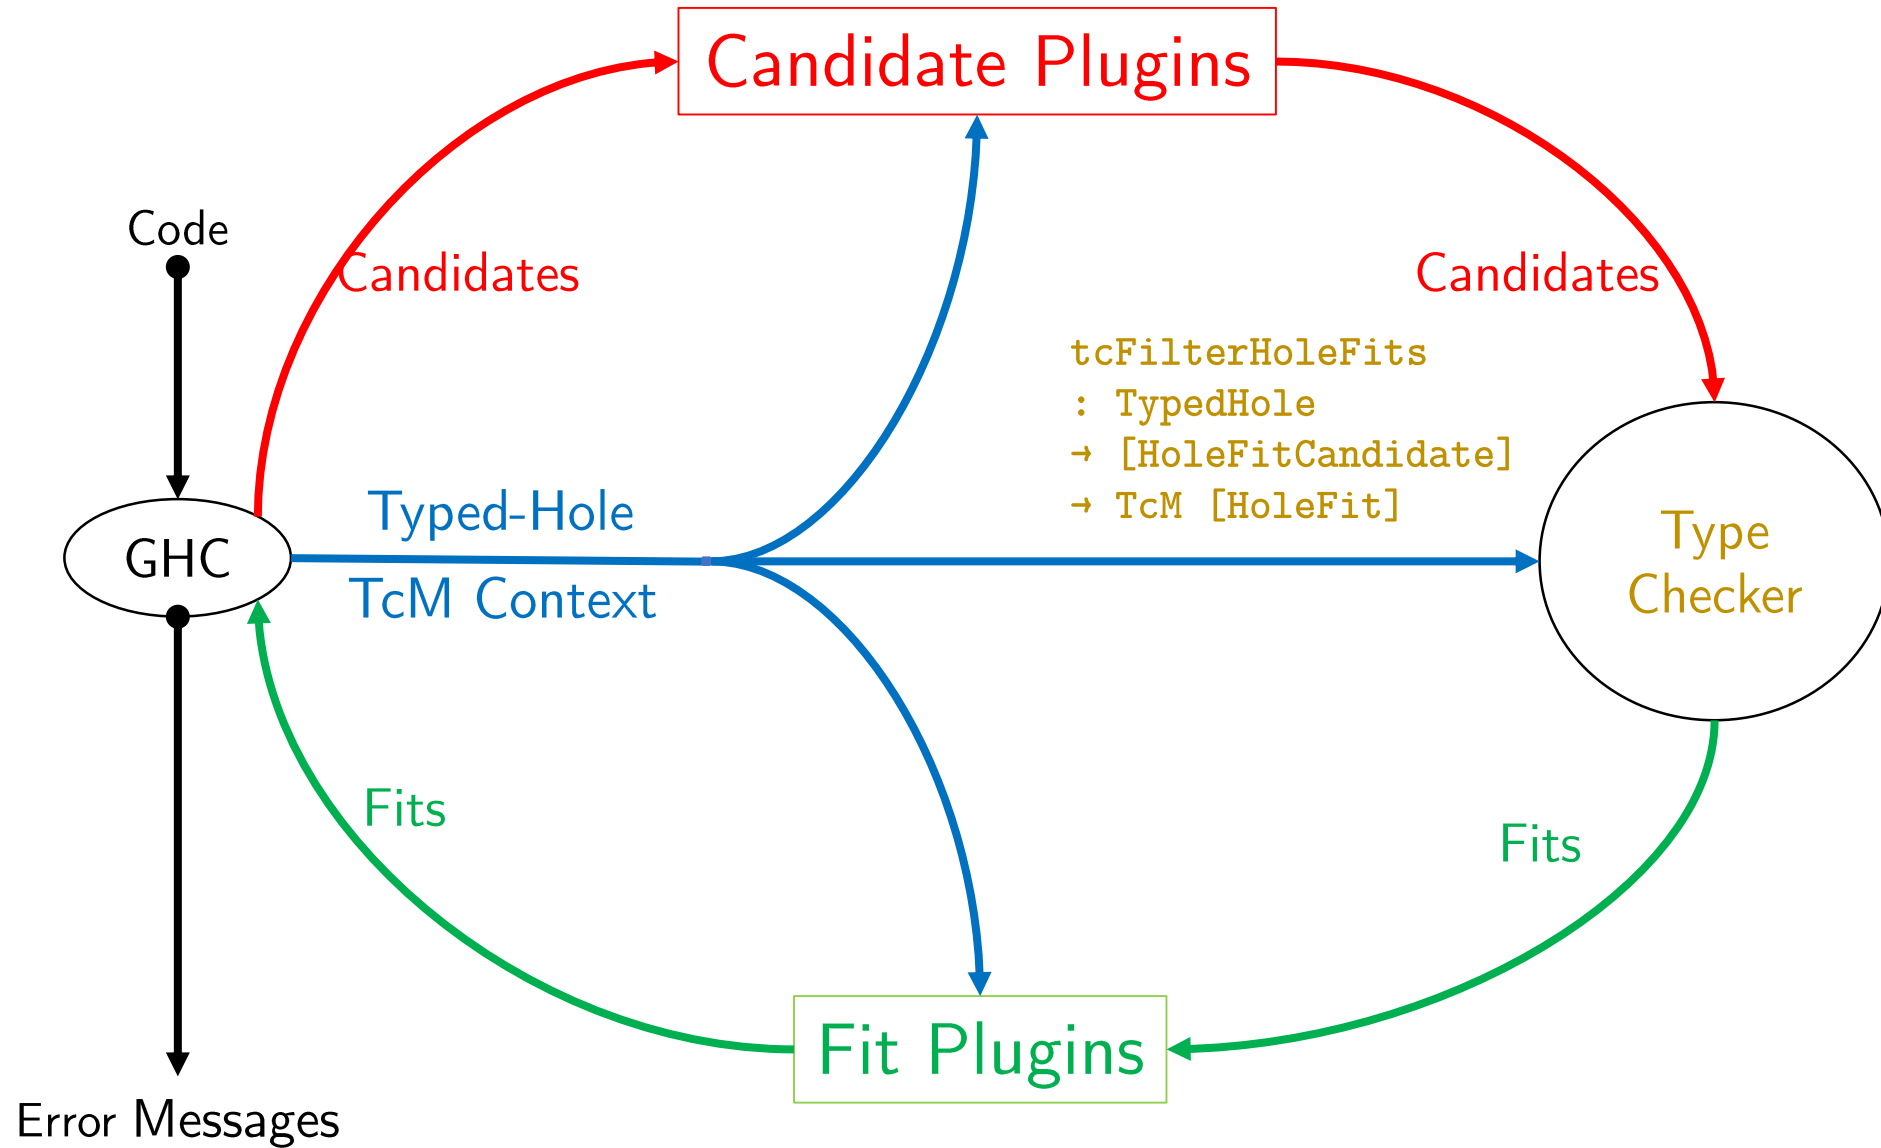 Candidate Plugins
Code
Candidates
Candidates
tcFilterHoleFits
: TypedHole
→ [HoleFitCandidate]
→ TcM [HoleFit]
Typed-Hole
GHC
TcM Context
Type
Checker
Fits
Fits
Fit Plugins
Error Messages